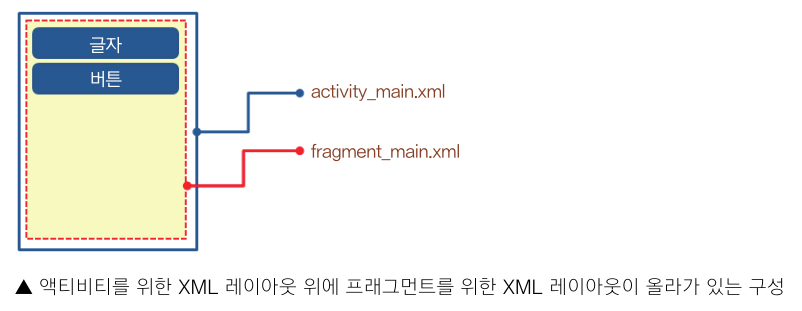 글자
버튼
activity_main.xml
fragment_main.xml
▲ 액티비티를 위한 XML 레이아웃 위에 프래그먼트를 위한 XML 레이아웃이 올라가 있는 구성